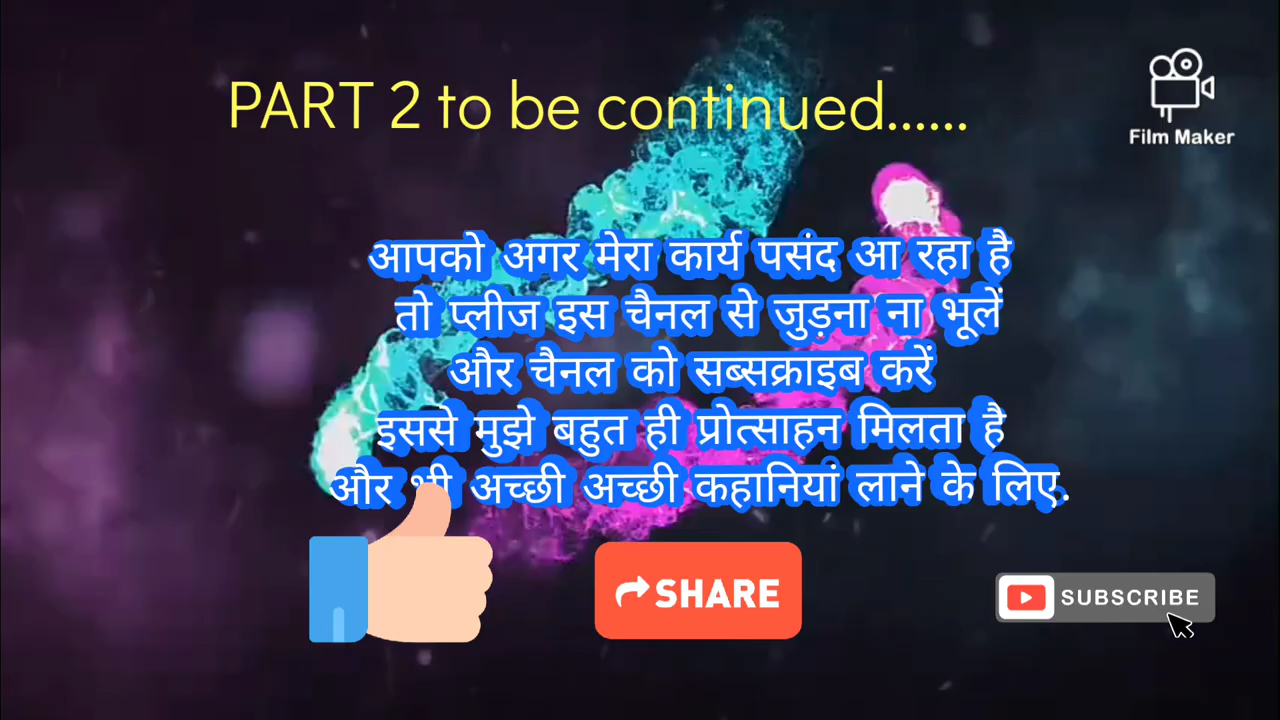 PART 2 to be continued......
Film Maker
आपको अगर मेरा कार्य पसंद आ रहा है
तो प्लीज इस चैनल से जुड़ना ना भूलें
और चैनल को सब्सक्राइब करें
इससे मुझे बहुत ही प्रोत्साहन मिलता है
और भी अच्छी अच्छी कहानियां लाने के लिए.
SHARE
SUBSCRIBE